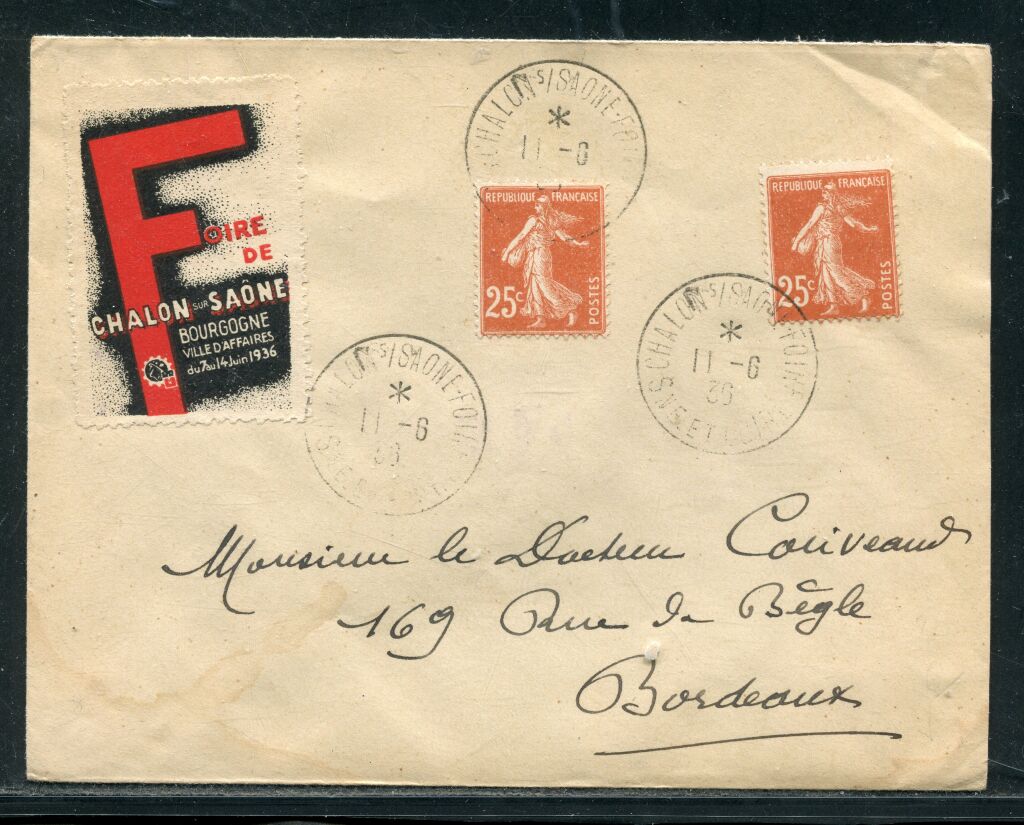 FOIRE
DE
CHALON SUR SAÔNE
BOURGOGNE
VILLE D'AFFAIRES
du 7 au 14 Juin 1936
CHALON S/SAONE-FOIRE
*
11 -6
REPUBLIQUE FRANÇAISE
25c
POSTES
REPUBLIQUE FRANÇAISE
25c
POSTES
CHALON S/SAONE-FOIRE
*
11 -6
36
CHALON S/SAONE-FOIRE
*
11 -6
36
Monsieur le Docteur
169 Rue de Bègle
Bordeaux